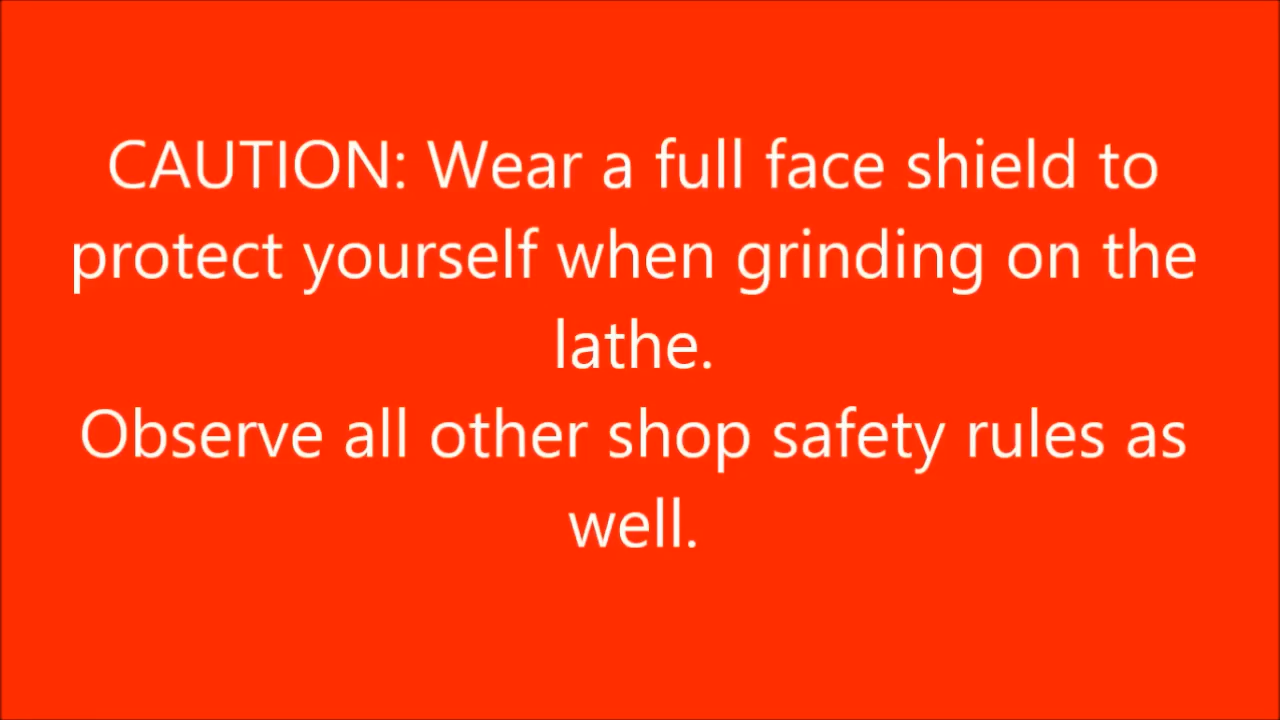 CAUTION: Wear a full face shield to
protect yourself when grinding on the
lathe.
Observe all other shop safety rules as
well.